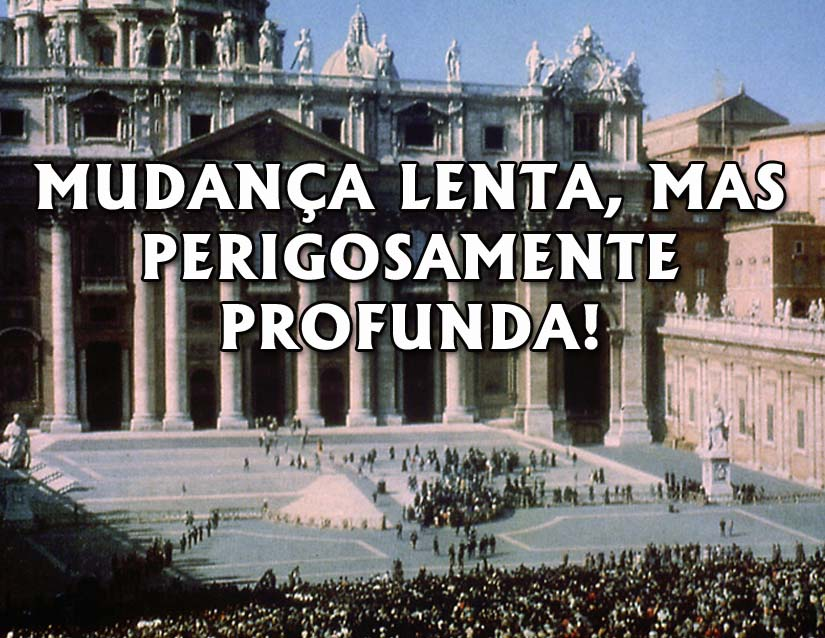 MUDANÇA LENTA, MAS
PERIGOSAMENTE
PROFUNDA!